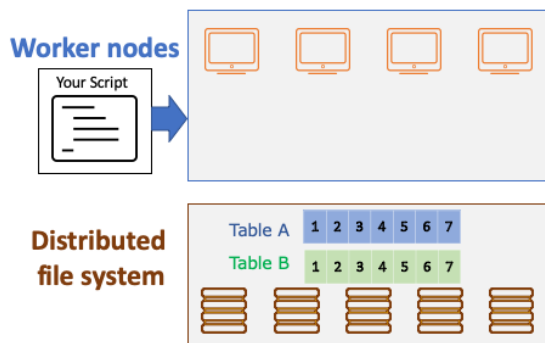 Worker nodes
Your Script
Distributed
file system
Table A 1 2 3 4 5 6 7
Table B 1 2 3 4 5 6 7